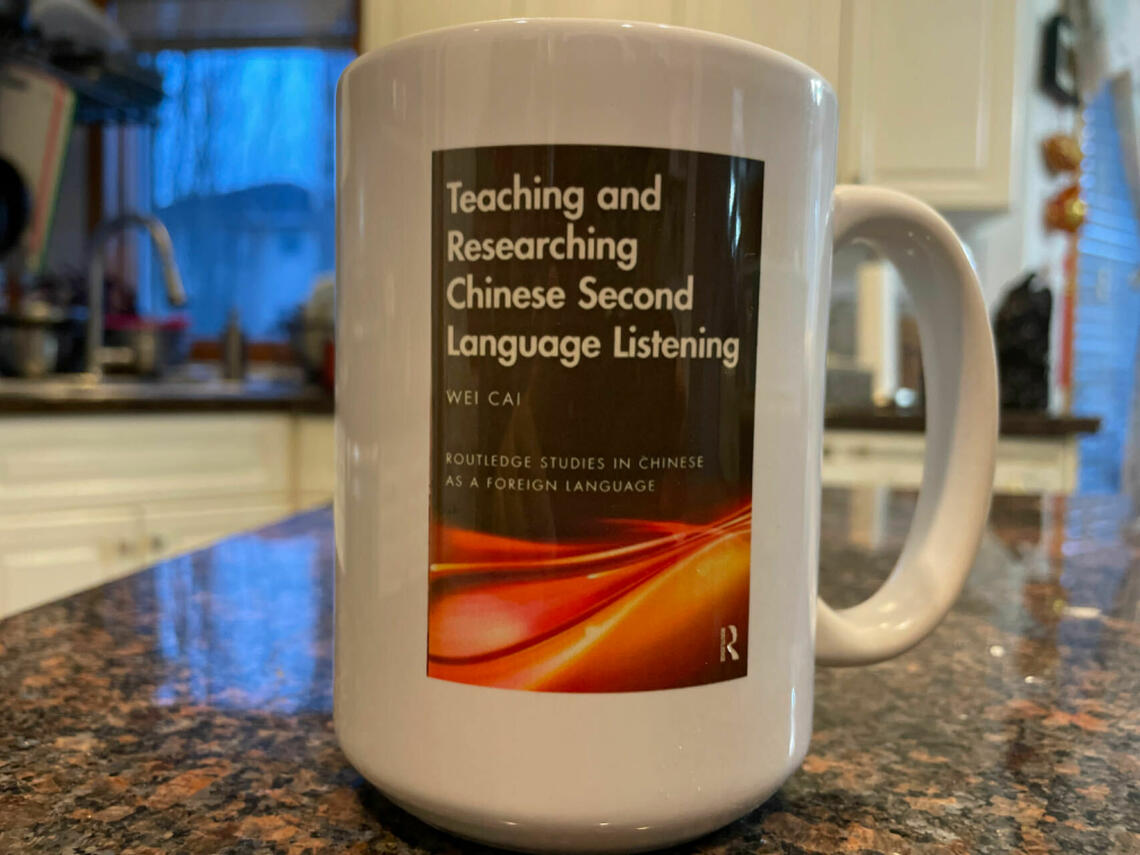 Teaching and
Researching
Chinese Second
Language Listening
WEI CAI
ROUTLEDGE STUDIES IN CHINESE
AS A FOREIGN LANGUAGE
R